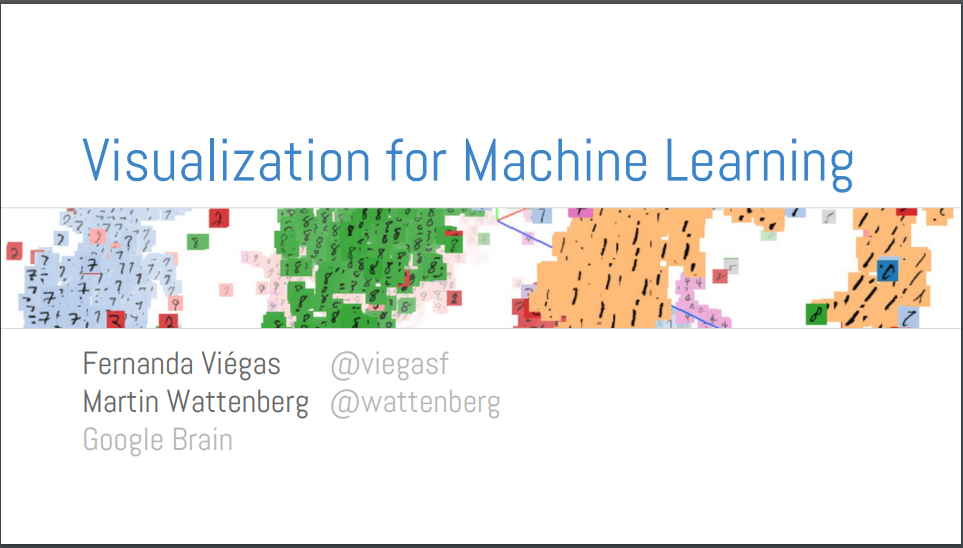 Visualization for Machine Learning
Fernanda Viégas @viegasf
Martin Wattenberg @wattenberg
Google Brain